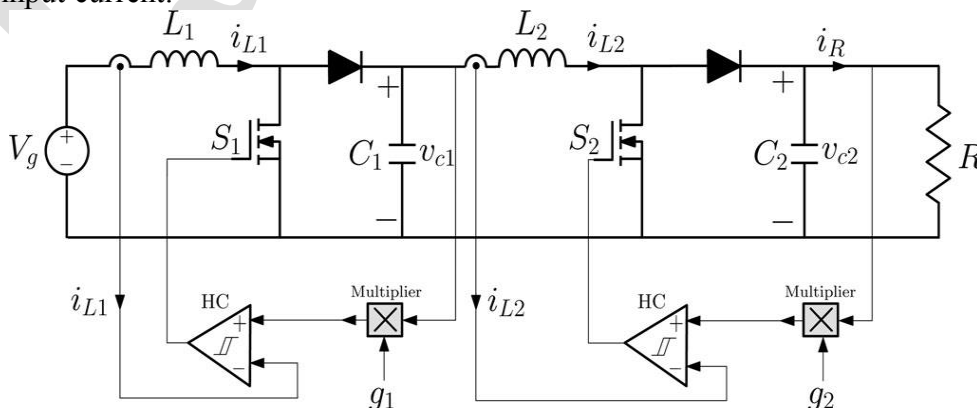 input current.
L1 iL1 L2 iL2 iR
Vg + − S1 C1 + vc1 − S2 C2 + vc2 − R
iL1 HC Multiplier iL2 HC Multiplier
+ − + −
g1 g2